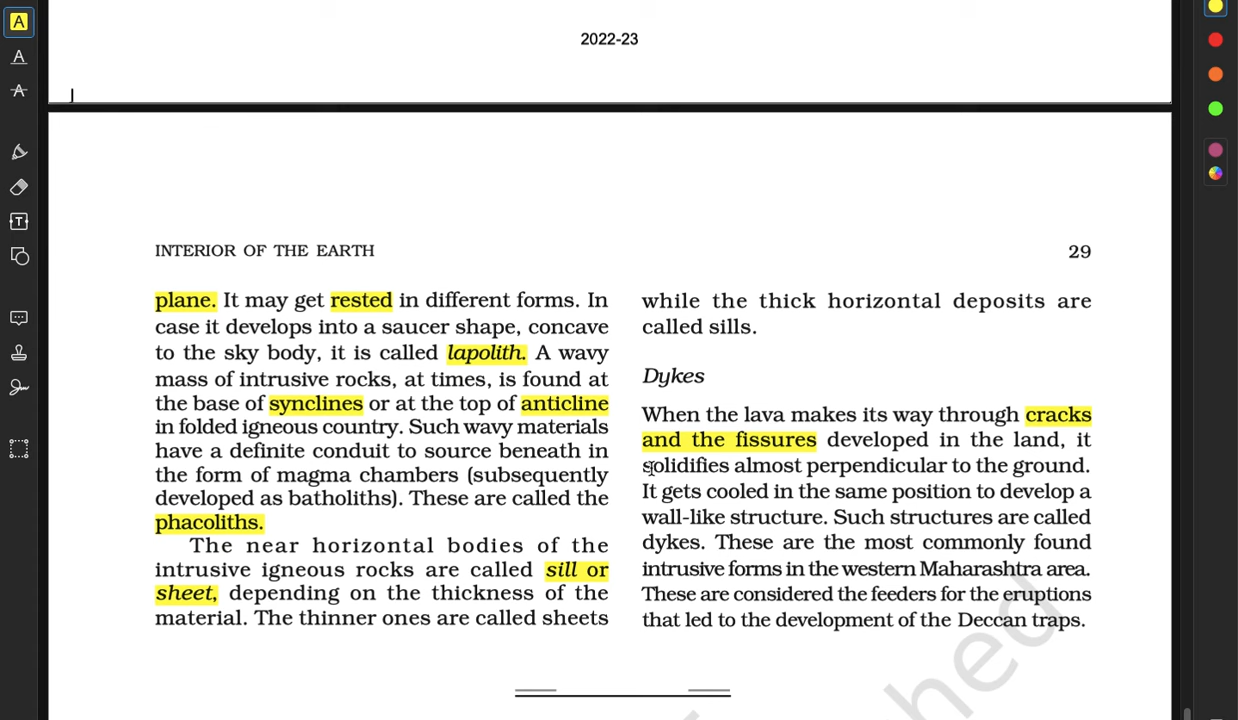 A
A
A
T
2022-23
INTERIOR OF THE EARTH
29
plane. It may get rested in different forms. In
case it develops into a saucer shape, concave
to the sky body, it is called lapolith. A wavy
mass of intrusive rocks, at times, is found at
the base of synclines or at the top of anticline
in folded igneous country. Such wavy materials
have a definite conduit to source beneath in
the form of magma chambers (subsequently
developed as batholiths). These are called the
phacoliths.
The near horizontal bodies of the
intrusive igneous rocks are called sill or
sheet, depending on the thickness of the
material. The thinner ones are called sheets
while the thick horizontal deposits are
called sills.
Dykes
When the lava makes its way through cracks
and the fissures developed in the land, it
solidifies almost perpendicular to the ground.
It gets cooled in the same position to develop a
wall-like structure. Such structures are called
dykes. These are the most commonly found
intrusive forms in the western Maharashtra area.
These are considered the feeders for the eruptions
that led to the development of the Deccan traps.
hed